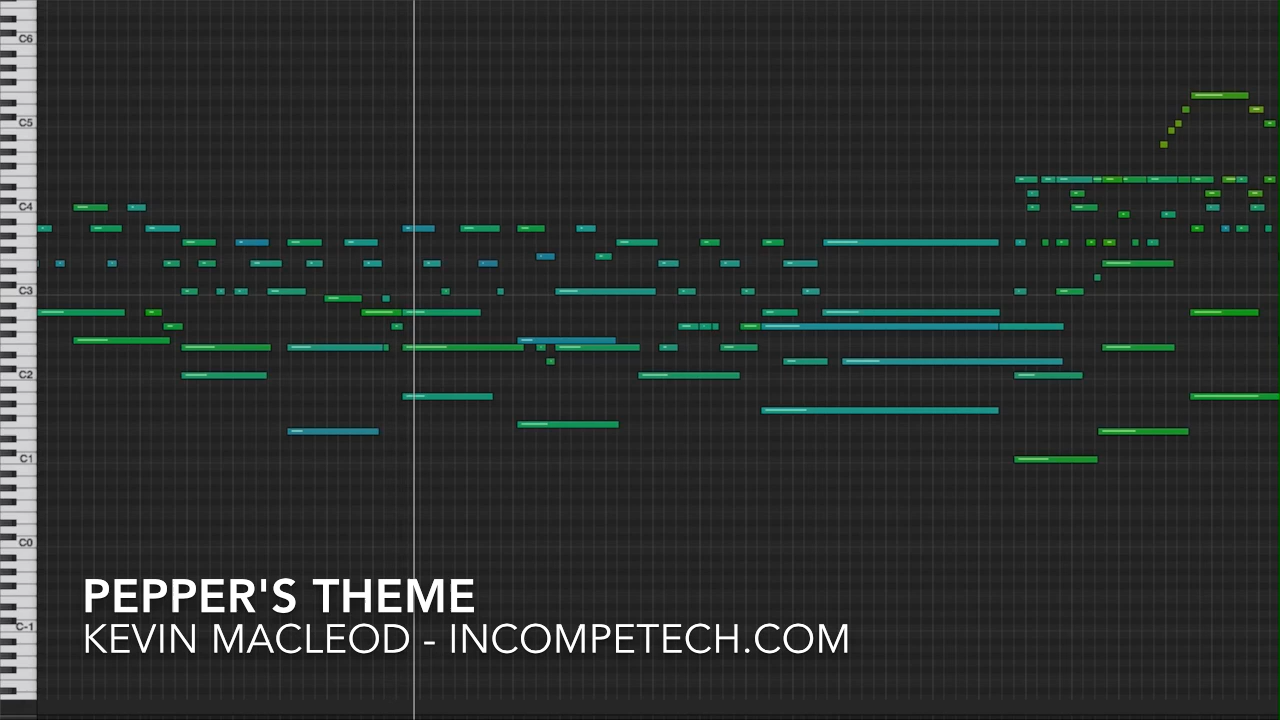 C6
C5
C4
C3
C2
C1
C0
PEPPER'S THEME
C-1
KEVIN MACLEOD - INCOMPETECH.COM